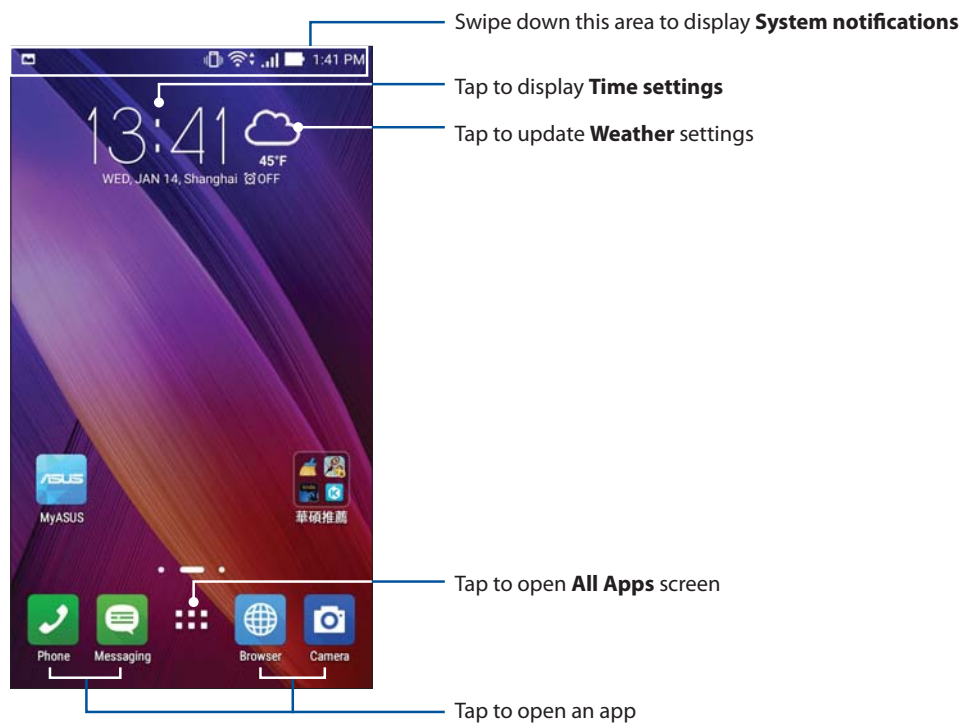 Swipe down this area to display System notifications
1:41 PM
Tap to display Time settings
13:41
Tap to update Weather settings
45°F
WED, JAN 14, Shanghai OFF
ASUS
MyASUS
華碩推薦
Tap to open All Apps screen
Phone Messaging Browser Camera
Tap to open an app